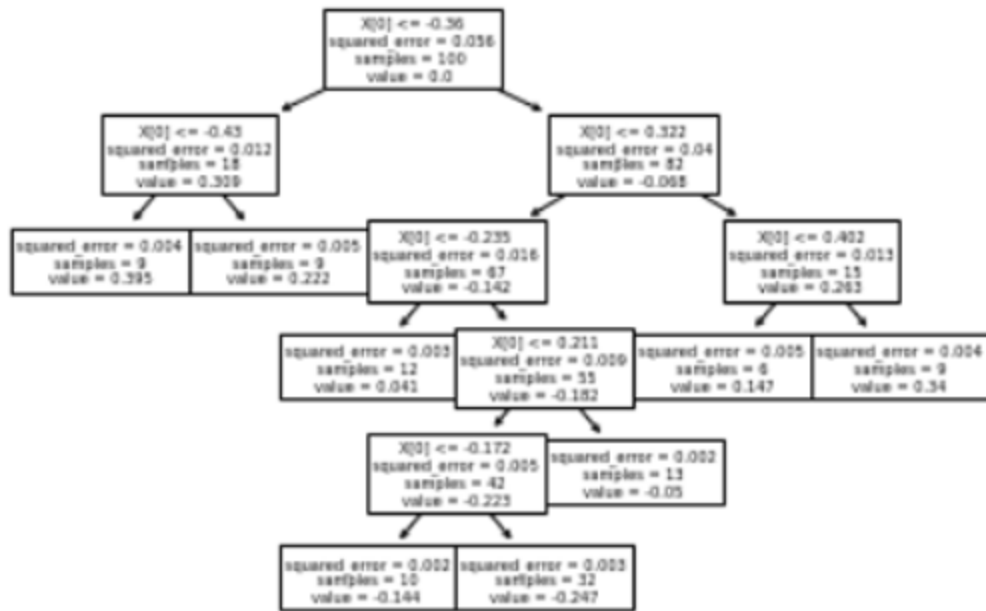 X[0] <= -0.36
squared_error = 0.056
samples = 100
value = 0.0
X[0] <= -0.43
squared_error = 0.012
samples = 18
value = 0.309
X[0] <= 0.322
squared_error = 0.04
samples = 82
value = -0.068
squared_error = 0.004
samples = 9
value = 0.395
squared_error = 0.005
samples = 9
value = 0.222
X[0] <= -0.235
squared_error = 0.016
samples = 67
value = -0.142
X[0] <= 0.402
squared_error = 0.013
samples = 15
value = 0.263
squared_error = 0.003
samples = 12
value = 0.041
X[0] <= 0.211
squared_error = 0.009
samples = 55
value = -0.182
squared_error = 0.005
samples = 6
value = 0.147
squared_error = 0.004
samples = 9
value = 0.34
X[0] <= -0.172
squared_error = 0.005
samples = 42
value = -0.223
squared_error = 0.002
samples = 13
value = -0.05
squared_error = 0.002
samples = 10
value = -0.144
squared_error = 0.003
samples = 32
value = -0.247